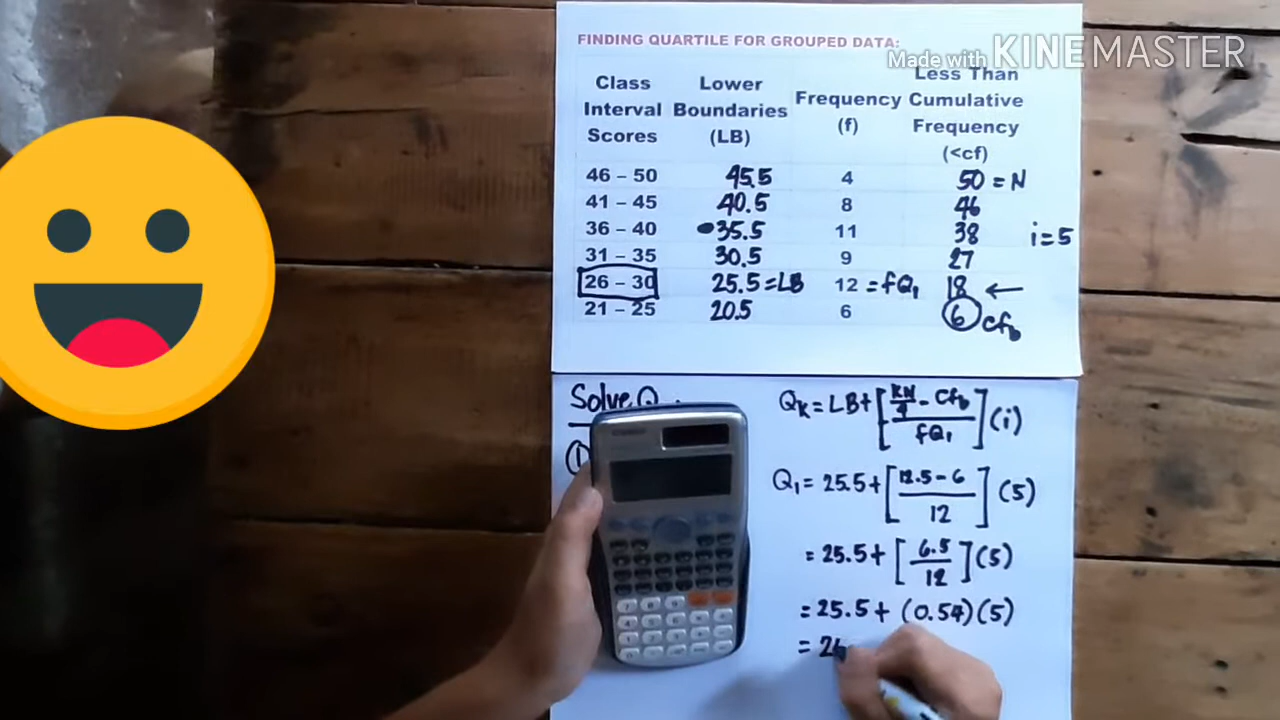 FINDING QUARTILE FOR GROUPED DATA:
Made with KINEMASTER
Class Interval Scores Lower Boundaries (LB) Frequency (f) Less Than Cumulative Frequency (<cf)
46 – 50 45.5 4 50 = N
41 – 45 40.5 8 46
36 – 40 35.5 11 38 i=5
31 – 35 30.5 9 27
26 – 30 25.5 = LB 12 = fQ₁ 18 ←
21 – 25 20.5 6 6 Cfb
Solve Q
①
Qk = LB + [(KN/4 - Cfb)/fQ₁] (i)
Q₁ = 25.5 + [(12.5 - 6)/12] (5)
= 25.5 + [6.5/12] (5)
= 25.5 + (0.54)(5)
= 2